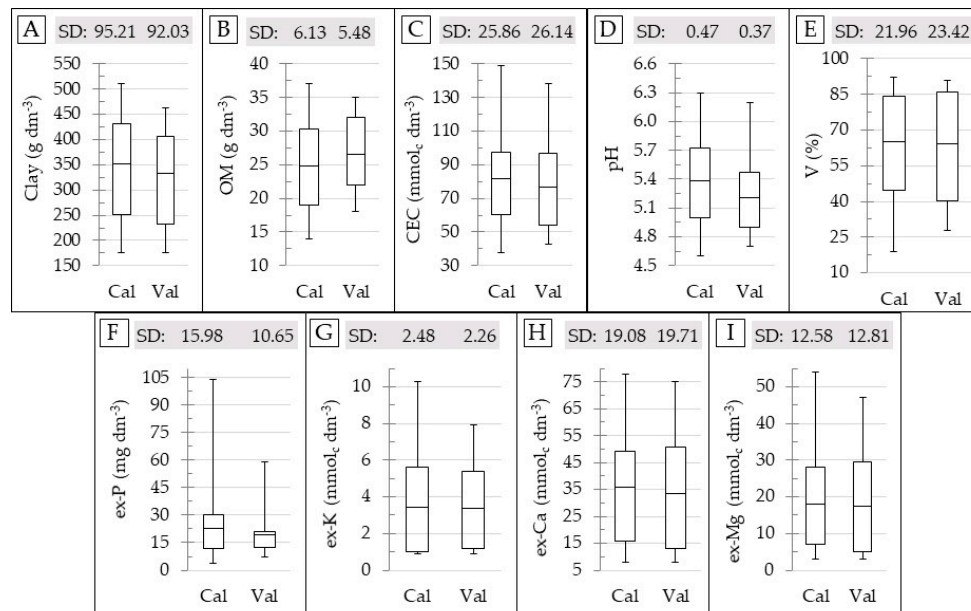 A SD: 95.21 92.03
Clay (g dm⁻³)
550
500
450
400
350
300
250
200
150
Cal Val
B SD: 6.13 5.48
OM (g dm⁻³)
40
35
30
25
20
15
10
Cal Val
C SD: 25.86 26.14
CEC (mmolc dm⁻³)
150
130
110
90
70
50
30
Cal Val
D SD: 0.47 0.37
pH
6.6
6.3
6.0
5.7
5.4
5.1
4.8
4.5
Cal Val
E SD: 21.96 23.42
V (%)
100
85
70
55
40
25
10
Cal Val
F SD: 15.98 10.65
ex-P (mg dm⁻³)
105
90
75
60
45
30
15
0
Cal Val
G SD: 2.48 2.26
ex-K (mmolc dm⁻³)
10
8
6
4
2
0
Cal Val
H SD: 19.08 19.71
ex-Ca (mmolc dm⁻³)
75
65
55
45
35
25
15
5
Cal Val
I SD: 12.58 12.81
ex-Mg (mmolc dm⁻³)
50
40
30
20
10
0
Cal Val